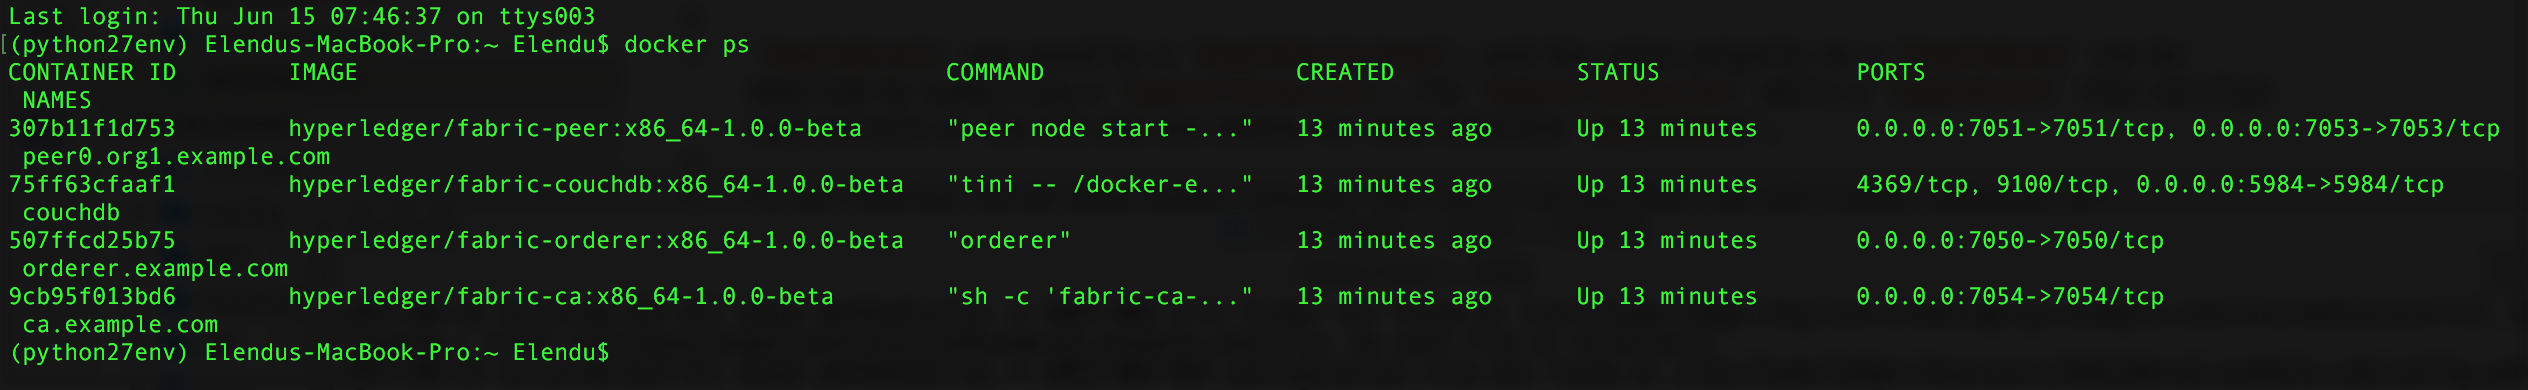 Last login: Thu Jun 15 07:46:37 on ttys003
[(python27env) Elendus-MacBook-Pro:~ Elendu$ docker ps
CONTAINER ID        IMAGE                                          COMMAND                  CREATED             STATUS              PORTS
 NAMES
307b11f1d753        hyperledger/fabric-peer:x86_64-1.0.0-beta      "peer node start -..."   13 minutes ago      Up 13 minutes       0.0.0.0:7051->7051/tcp, 0.0.0.0:7053->7053/tcp
 peer0.org1.example.com
75ff63cfaaf1        hyperledger/fabric-couchdb:x86_64-1.0.0-beta   "tini -- /docker-e..."   13 minutes ago      Up 13 minutes       4369/tcp, 9100/tcp, 0.0.0.0:5984->5984/tcp
 couchdb
507ffcd25b75        hyperledger/fabric-orderer:x86_64-1.0.0-beta   "orderer"                13 minutes ago      Up 13 minutes       0.0.0.0:7050->7050/tcp
 orderer.example.com
9cb95f013bd6        hyperledger/fabric-ca:x86_64-1.0.0-beta        "sh -c 'fabric-ca-..."   13 minutes ago      Up 13 minutes       0.0.0.0:7054->7054/tcp
 ca.example.com
(python27env) Elendus-MacBook-Pro:~ Elendu$